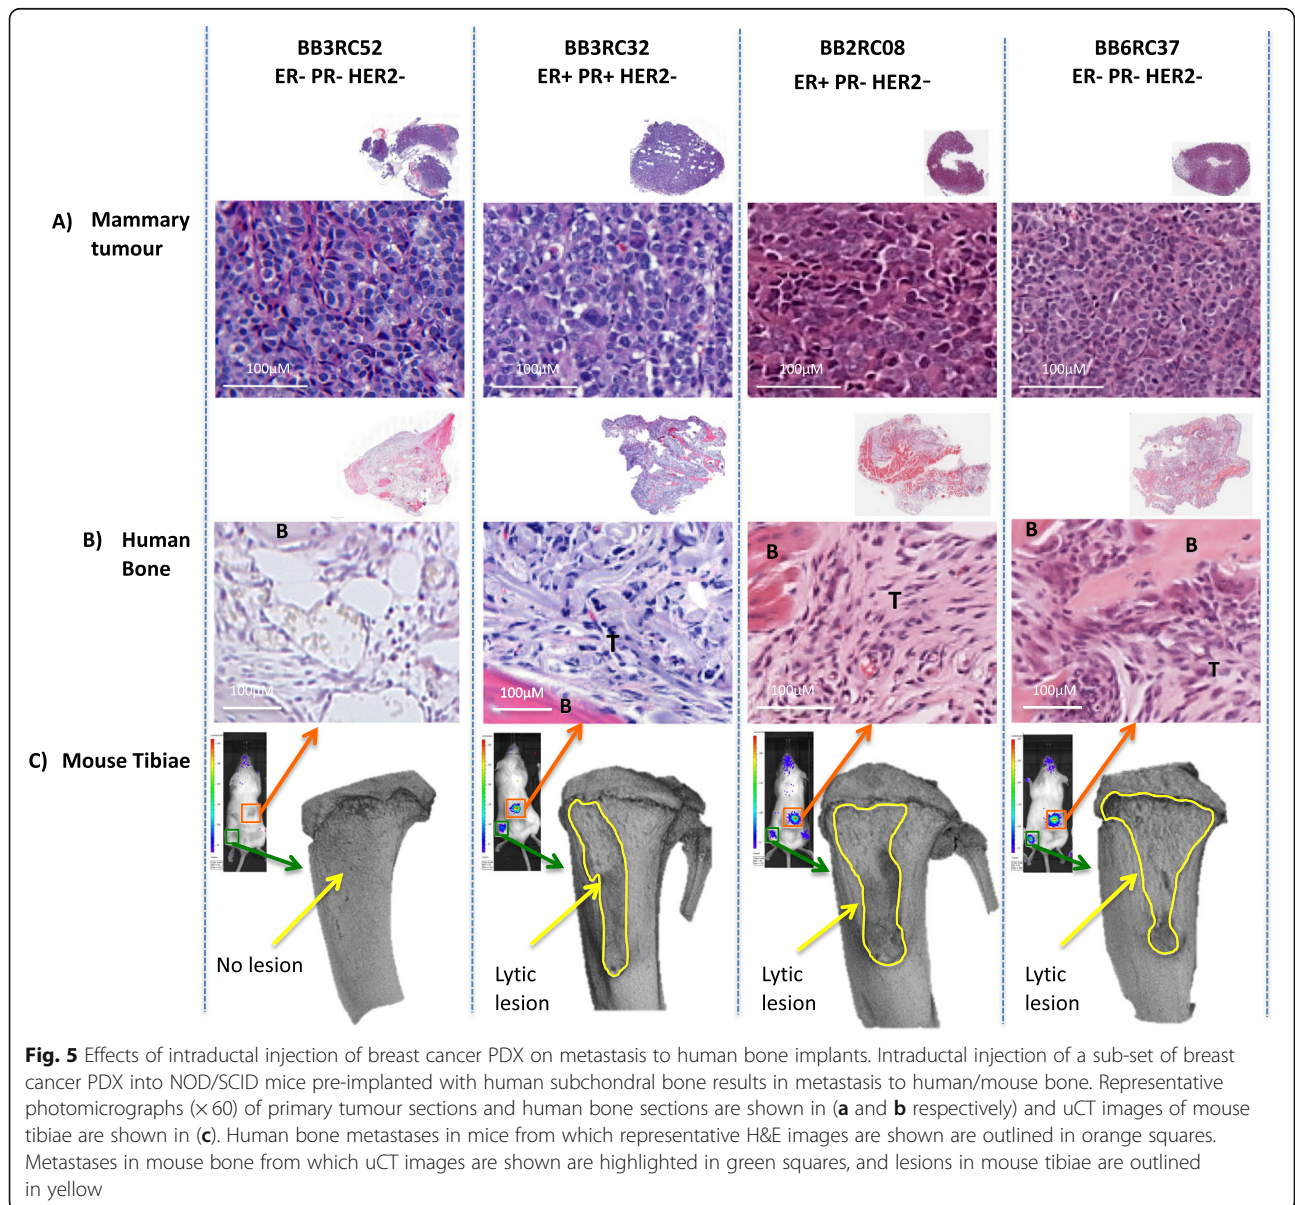 BB3RC52
ER- PR- HER2-
BB3RC32
ER+ PR+ HER2-
BB2RC08
ER+ PR- HER2-
BB6RC37
ER- PR- HER2-
A) Mammary
tumour
100µM
100µM
100µM
100µM
B) Human
Bone
B
100µM
T
100µM
B
B
T
100µM
B
B
T
100µM
C) Mouse Tibiae
No lesion
Lytic
lesion
Lytic
lesion
Lytic
lesion
Fig. 5 Effects of intraductal injection of breast cancer PDX on metastasis to human bone implants. Intraductal injection of a sub-set of breast
cancer PDX into NOD/SCID mice pre-implanted with human subchondral bone results in metastasis to human/mouse bone. Representative
photomicrographs (× 60) of primary tumour sections and human bone sections are shown in (a and b respectively) and uCT images of mouse
tibiae are shown in (c). Human bone metastases in mice from which representative H&E images are shown are outlined in orange squares.
Metastases in mouse bone from which uCT images are shown are highlighted in green squares, and lesions in mouse tibiae are outlined
in yellow